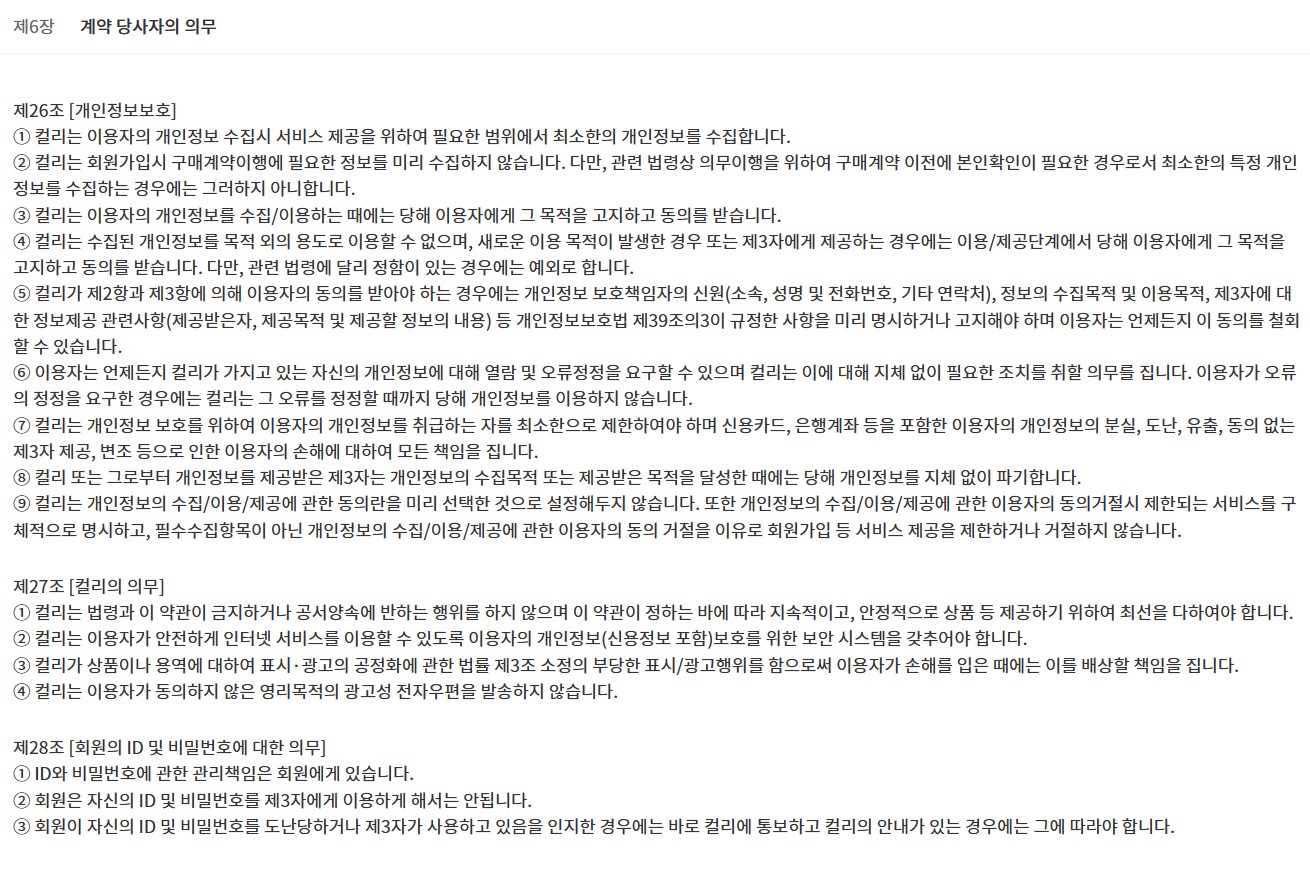 제6장 계약 당사자의 의무
제26조 [개인정보보호]
① 컬리는 이용자의 개인정보 수집시 서비스 제공을 위하여 필요한 범위에서 최소한의 개인정보를 수집합니다.
② 컬리는 회원가입시 구매계약이행에 필요한 정보를 미리 수집하지 않습니다. 다만, 관련 법령상 의무이행을 위하여 구매계약 이전에 본인확인이 필요한 경우로서 최소한의 특정 개인
정보를 수집하는 경우에는 그러하지 아니합니다.
③ 컬리는 이용자의 개인정보를 수집/이용하는 때에는 당해 이용자에게 그 목적을 고지하고 동의를 받습니다.
④ 컬리는 수집된 개인정보를 목적 외의 용도로 이용할 수 없으며, 새로운 이용 목적이 발생한 경우 또는 제3자에게 제공하는 경우에는 이용/제공단계에서 당해 이용자에게 그 목적을
고지하고 동의를 받습니다. 다만, 관련 법령에 달리 정함이 있는 경우에는 예외로 합니다.
⑤ 컬리가 제2항과 제3항에 의해 이용자의 동의를 받아야 하는 경우에는 개인정보 보호책임자의 신원(소속, 성명 및 전화번호, 기타 연락처), 정보의 수집목적 및 이용목적, 제3자에 대
한 정보제공 관련사항(제공받은자, 제공목적 및 제공할 정보의 내용) 등 개인정보보호법 제39조의3이 규정한 사항을 미리 명시하거나 고지해야 하며 이용자는 언제든지 이 동의를 철회
할 수 있습니다.
⑥ 이용자는 언제든지 컬리가 가지고 있는 자신의 개인정보에 대해 열람 및 오류정정을 요구할 수 있으며 컬리는 이에 대해 지체 없이 필요한 조치를 취할 의무를 집니다. 이용자가 오류
의 정정을 요구한 경우에는 컬리는 그 오류를 정정할 때까지 당해 개인정보를 이용하지 않습니다.
⑦ 컬리는 개인정보 보호를 위하여 이용자의 개인정보를 취급하는 자를 최소한으로 제한하여야 하며 신용카드, 은행계좌 등을 포함한 이용자의 개인정보의 분실, 도난, 유출, 동의 없는
제3자 제공, 변조 등으로 인한 이용자의 손해에 대하여 모든 책임을 집니다.
⑧ 컬리 또는 그로부터 개인정보를 제공받은 제3자는 개인정보의 수집목적 또는 제공받은 목적을 달성한 때에는 당해 개인정보를 지체 없이 파기합니다.
⑨ 컬리는 개인정보의 수집/이용/제공에 관한 동의란을 미리 선택한 것으로 설정해두지 않습니다. 또한 개인정보의 수집/이용/제공에 관한 이용자의 동의거절시 제한되는 서비스를 구
체적으로 명시하고, 필수수집항목이 아닌 개인정보의 수집/이용/제공에 관한 이용자의 동의 거절을 이유로 회원가입 등 서비스 제공을 제한하거나 거절하지 않습니다.
제27조 [컬리의 의무]
① 컬리는 법령과 이 약관이 금지하거나 공서양속에 반하는 행위를 하지 않으며 이 약관이 정하는 바에 따라 지속적이고, 안정적으로 상품 등 제공하기 위하여 최선을 다하여야 합니다.
② 컬리는 이용자가 안전하게 인터넷 서비스를 이용할 수 있도록 이용자의 개인정보(신용정보 포함)보호를 위한 보안 시스템을 갖추어야 합니다.
③ 컬리가 상품이나 용역에 대하여 표시·광고의 공정화에 관한 법률 제3조 소정의 부당한 표시/광고행위를 함으로써 이용자가 손해를 입은 때에는 이를 배상할 책임을 집니다.
④ 컬리는 이용자가 동의하지 않은 영리목적의 광고성 전자우편을 발송하지 않습니다.
제28조 [회원의 ID 및 비밀번호에 대한 의무]
① ID와 비밀번호에 관한 관리책임은 회원에게 있습니다.
② 회원은 자신의 ID 및 비밀번호를 제3자에게 이용하게 해서는 안됩니다.
③ 회원이 자신의 ID 및 비밀번호를 도난당하거나 제3자가 사용하고 있음을 인지한 경우에는 바로 컬리에 통보하고 컬리의 안내가 있는 경우에는 그에 따라야 합니다.